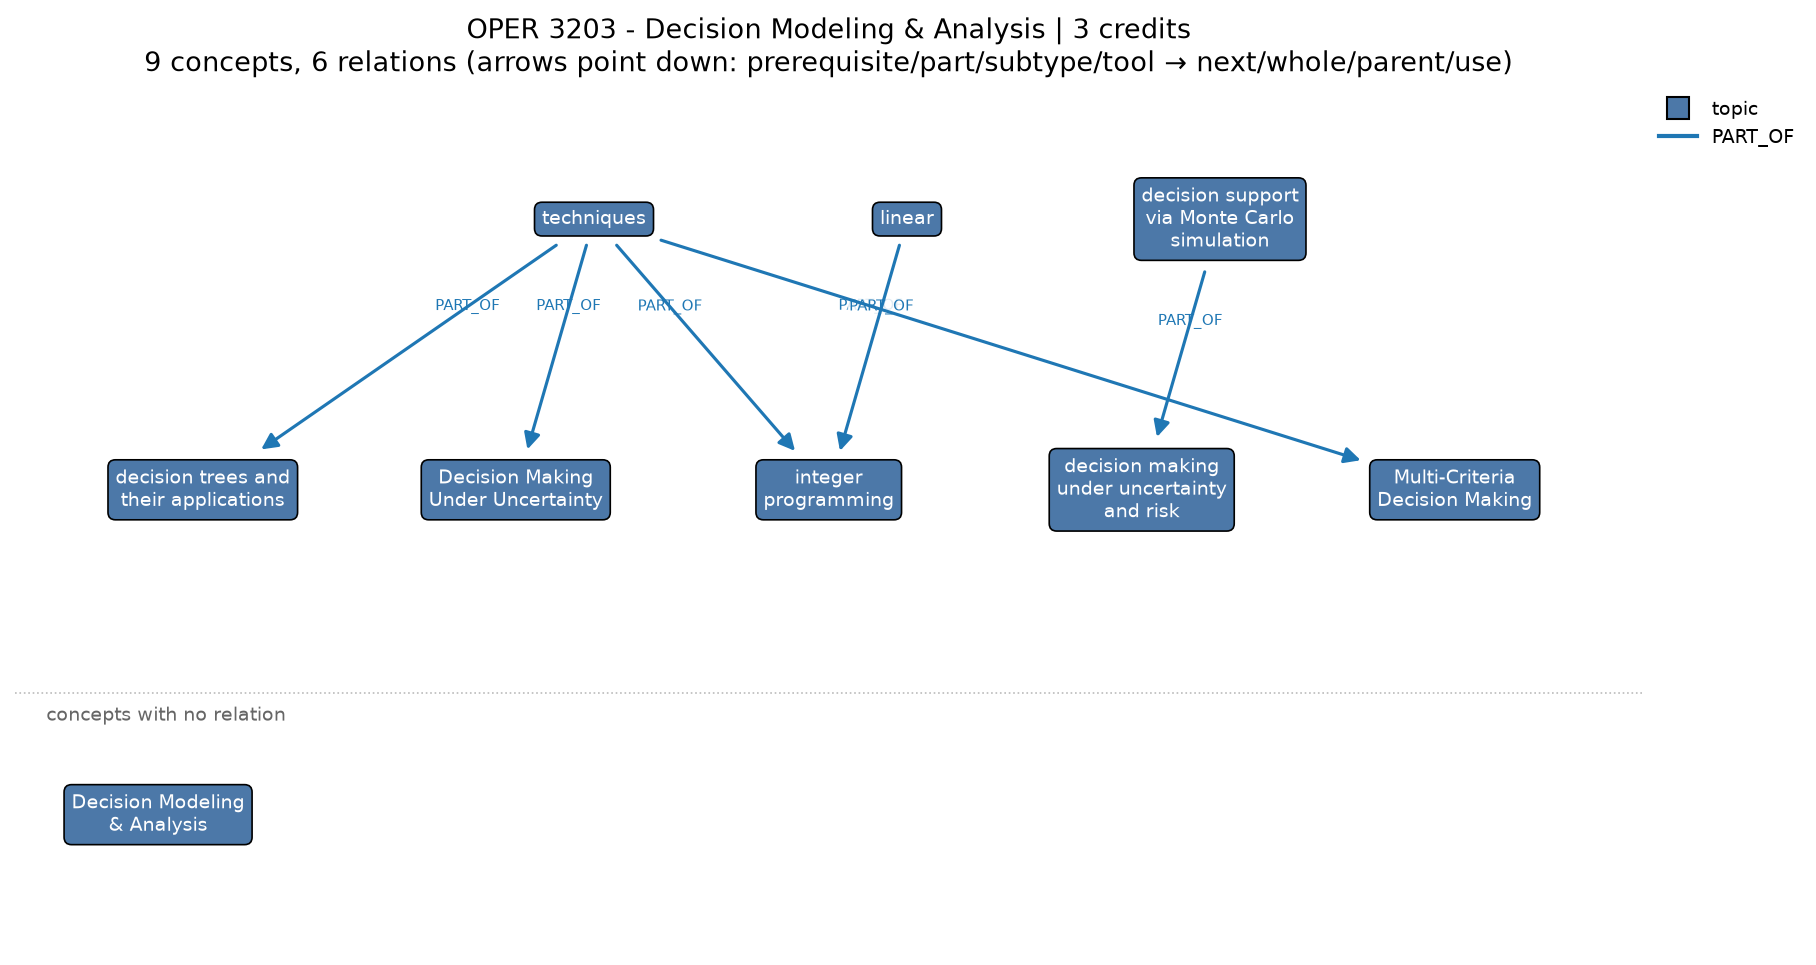 OPER 3203 - Decision Modeling & Analysis | 3 credits
9 concepts, 6 relations (arrows point down: prerequisite/part/subtype/tool → next/whole/parent/use)
topic
PART_OF
techniques
linear
decision support
via Monte Carlo
simulation
PART_OF
PART_OF
PART_OF
PART_OF
PART_OF
decision trees and
their applications
Decision Making
Under Uncertainty
integer
programming
decision making
under uncertainty
and risk
Multi-Criteria
Decision Making
concepts with no relation
Decision Modeling
& Analysis